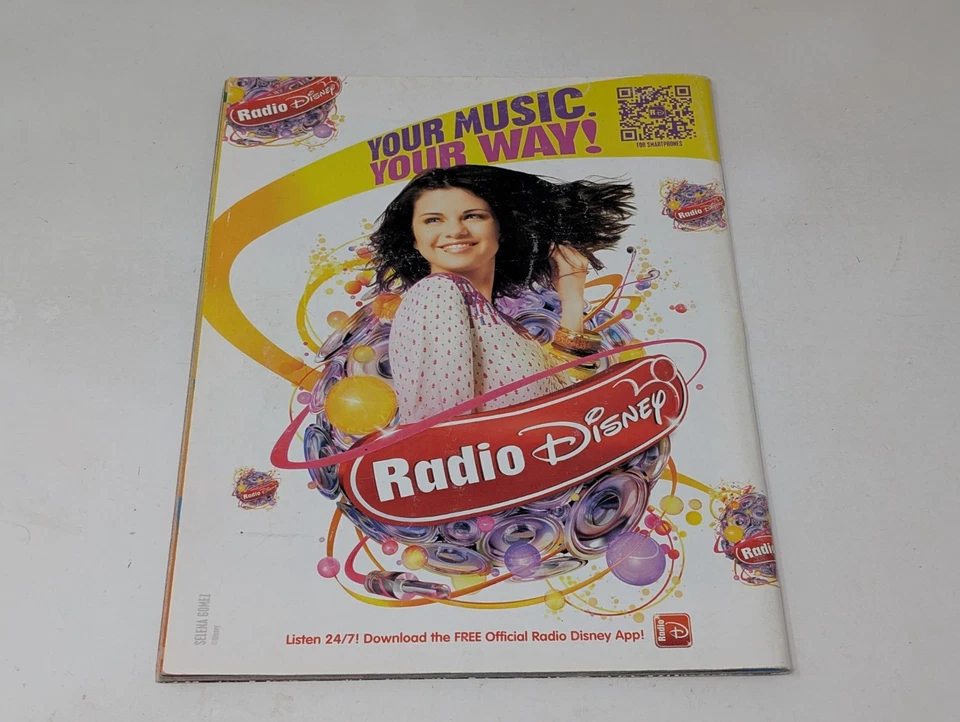 Radio Disney
YOUR MUSIC.
YOUR WAY!
FOR SMARTPHONES
Radio Disney
Radio Disney
Radio Disney
Radi
SELENA GOMEZ
©Disney
Listen 24/7! Download the FREE Official Radio Disney App!
Radio
D